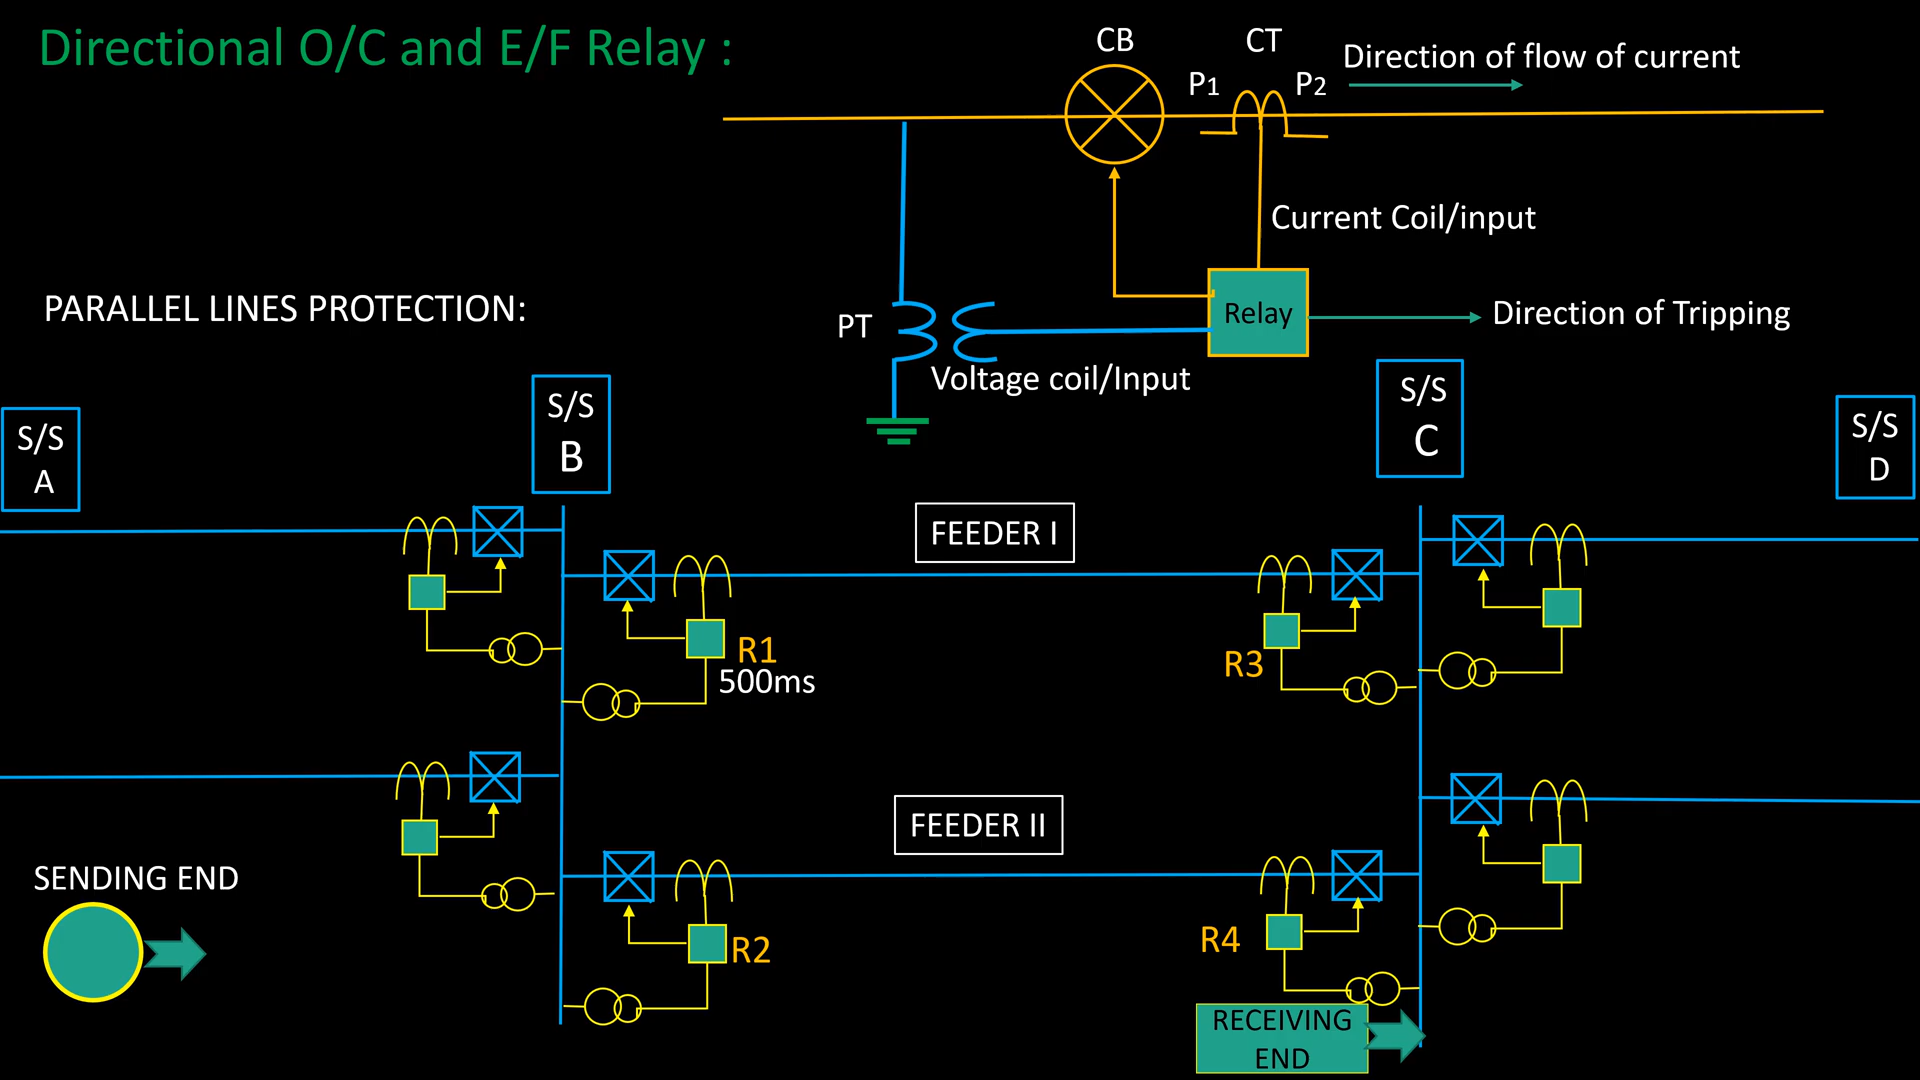 Directional O/C and E/F Relay :
CB
CT
P1
P2
Direction of flow of current
Current Coil/input
PARALLEL LINES PROTECTION:
PT
Relay
Direction of Tripping
Voltage coil/Input
S/S
A
S/S
B
S/S
C
S/S
D
FEEDER I
R1
500ms
R3
FEEDER II
SENDING END
R2
R4
RECEIVING
END